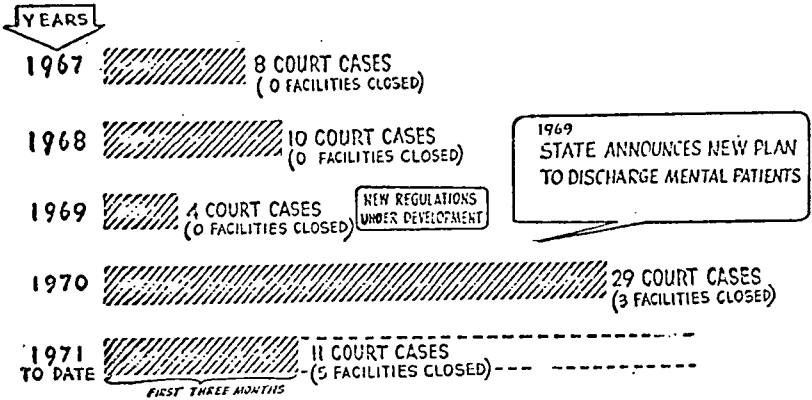 YEARS
1967
8 COURT CASES
(0 FACILITIES CLOSED)
1968
10 COURT CASES
(0 FACILITIES CLOSED)
1969
STATE ANNOUNCES NEW PLAN
TO DISCHARGE MENTAL PATIENTS
1969
4 COURT CASES
(0 FACILITIES CLOSED)
NEW REGULATIONS
UNDER DEVELOPMENT
1970
29 COURT CASES
(3 FACILITIES CLOSED)
1971
TO DATE
11 COURT CASES
(5 FACILITIES CLOSED)
FIRST THREE MONTHS